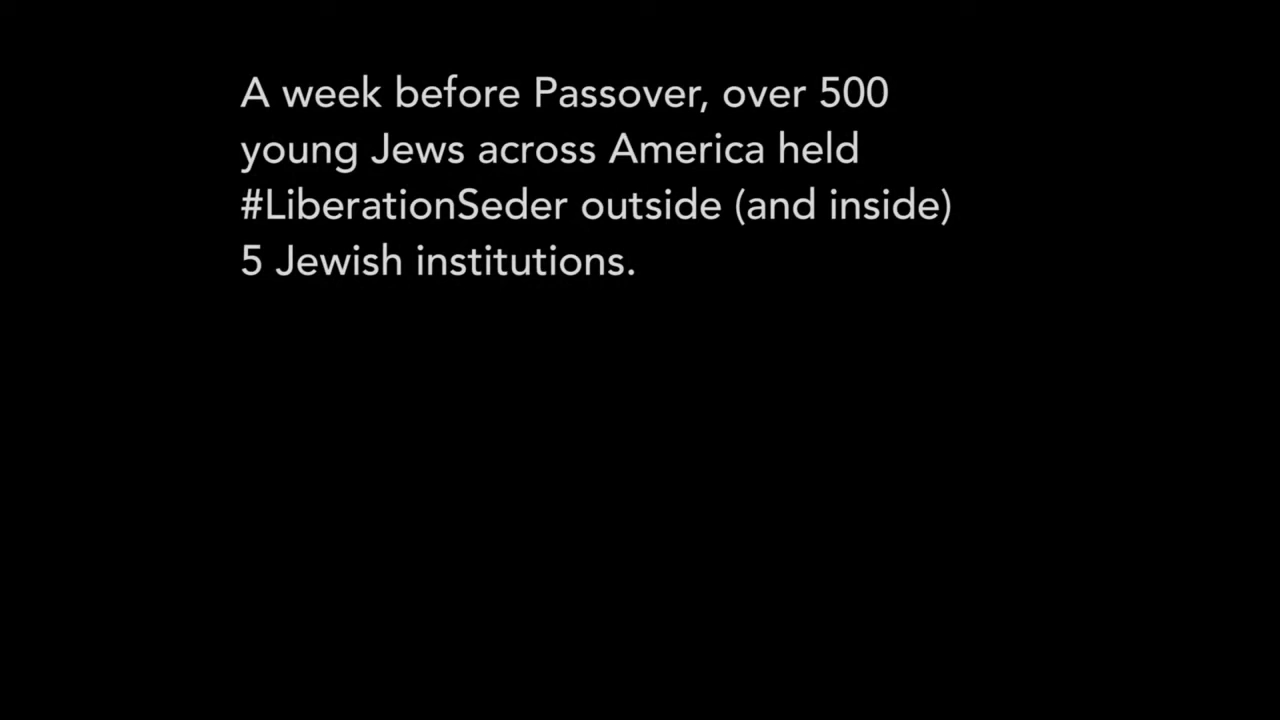 A week before Passover, over 500
young Jews across America held
#LiberationSeder outside (and inside)
5 Jewish institutions.